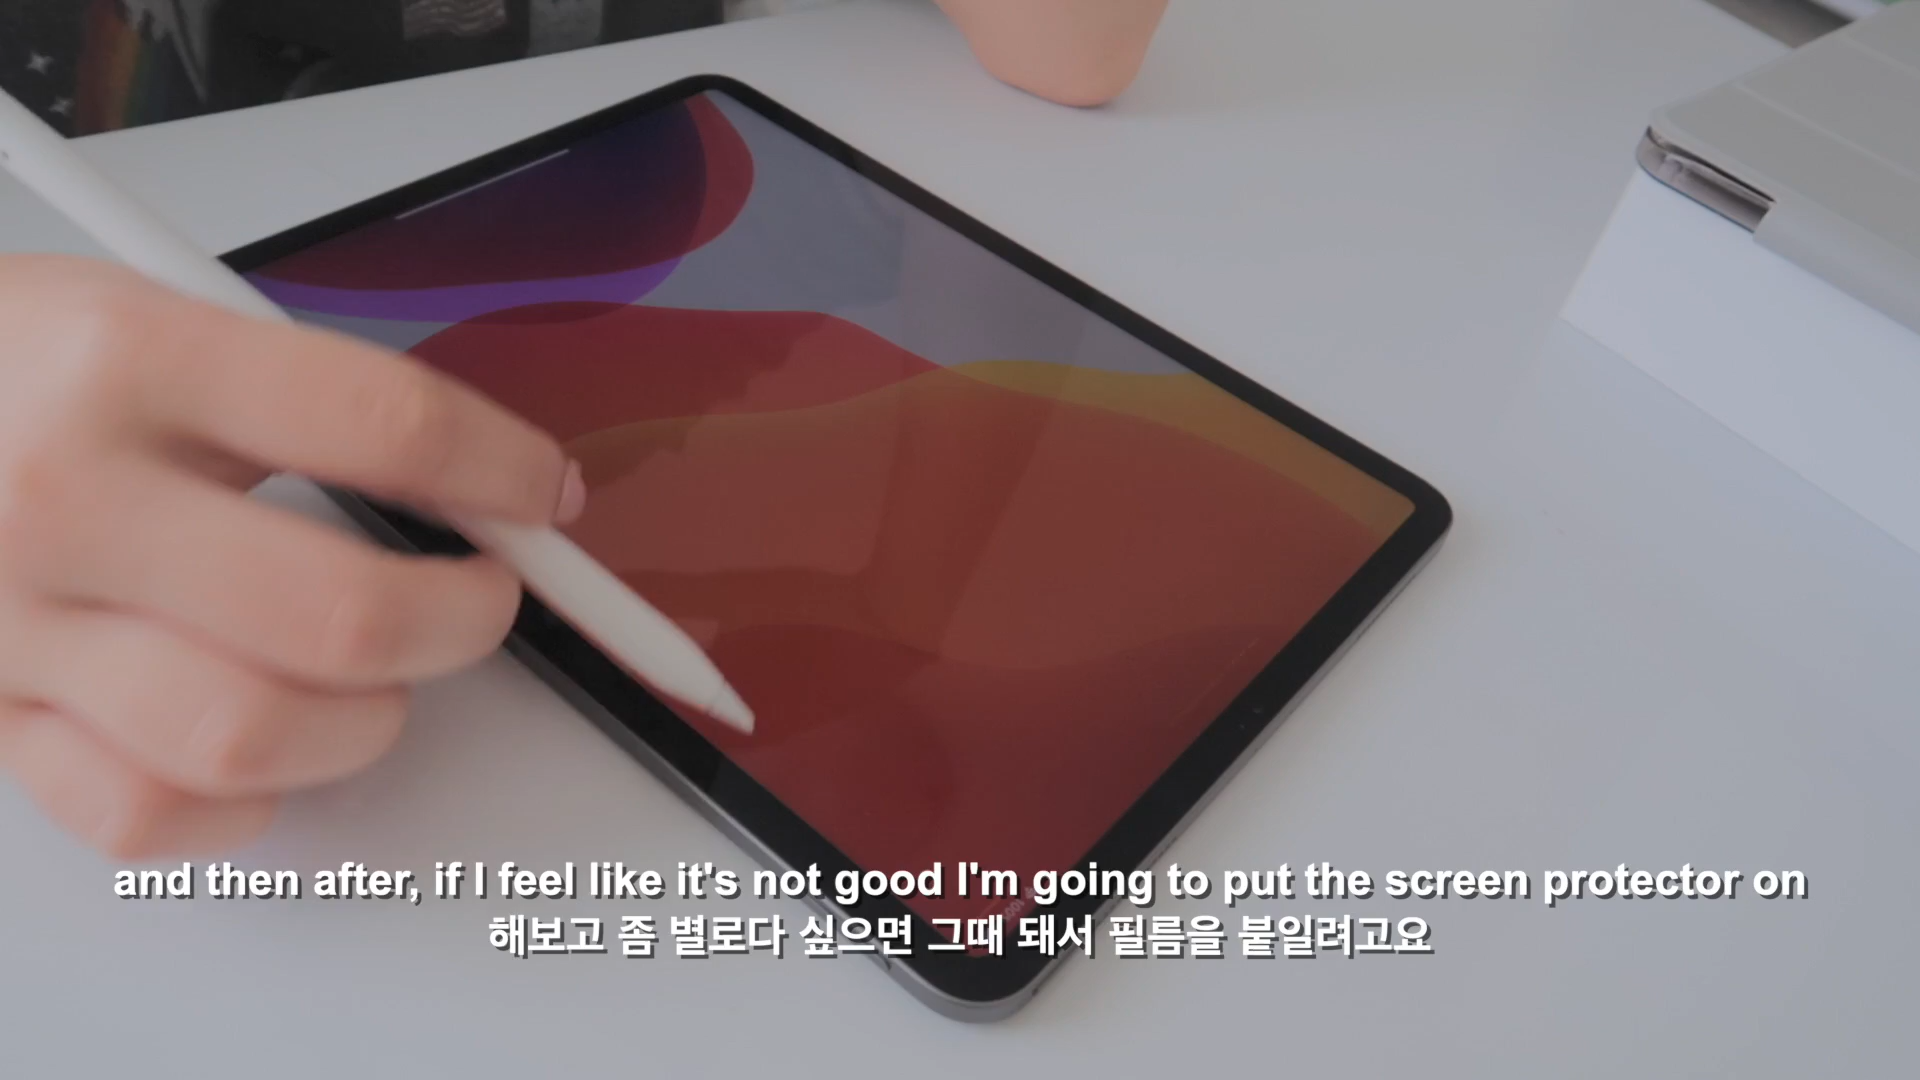 and then after, if I feel like it's not good I'm going to put the screen protector on
해보고 좀 별로다 싶으면 그때 돼서 필름을 붙일려고요